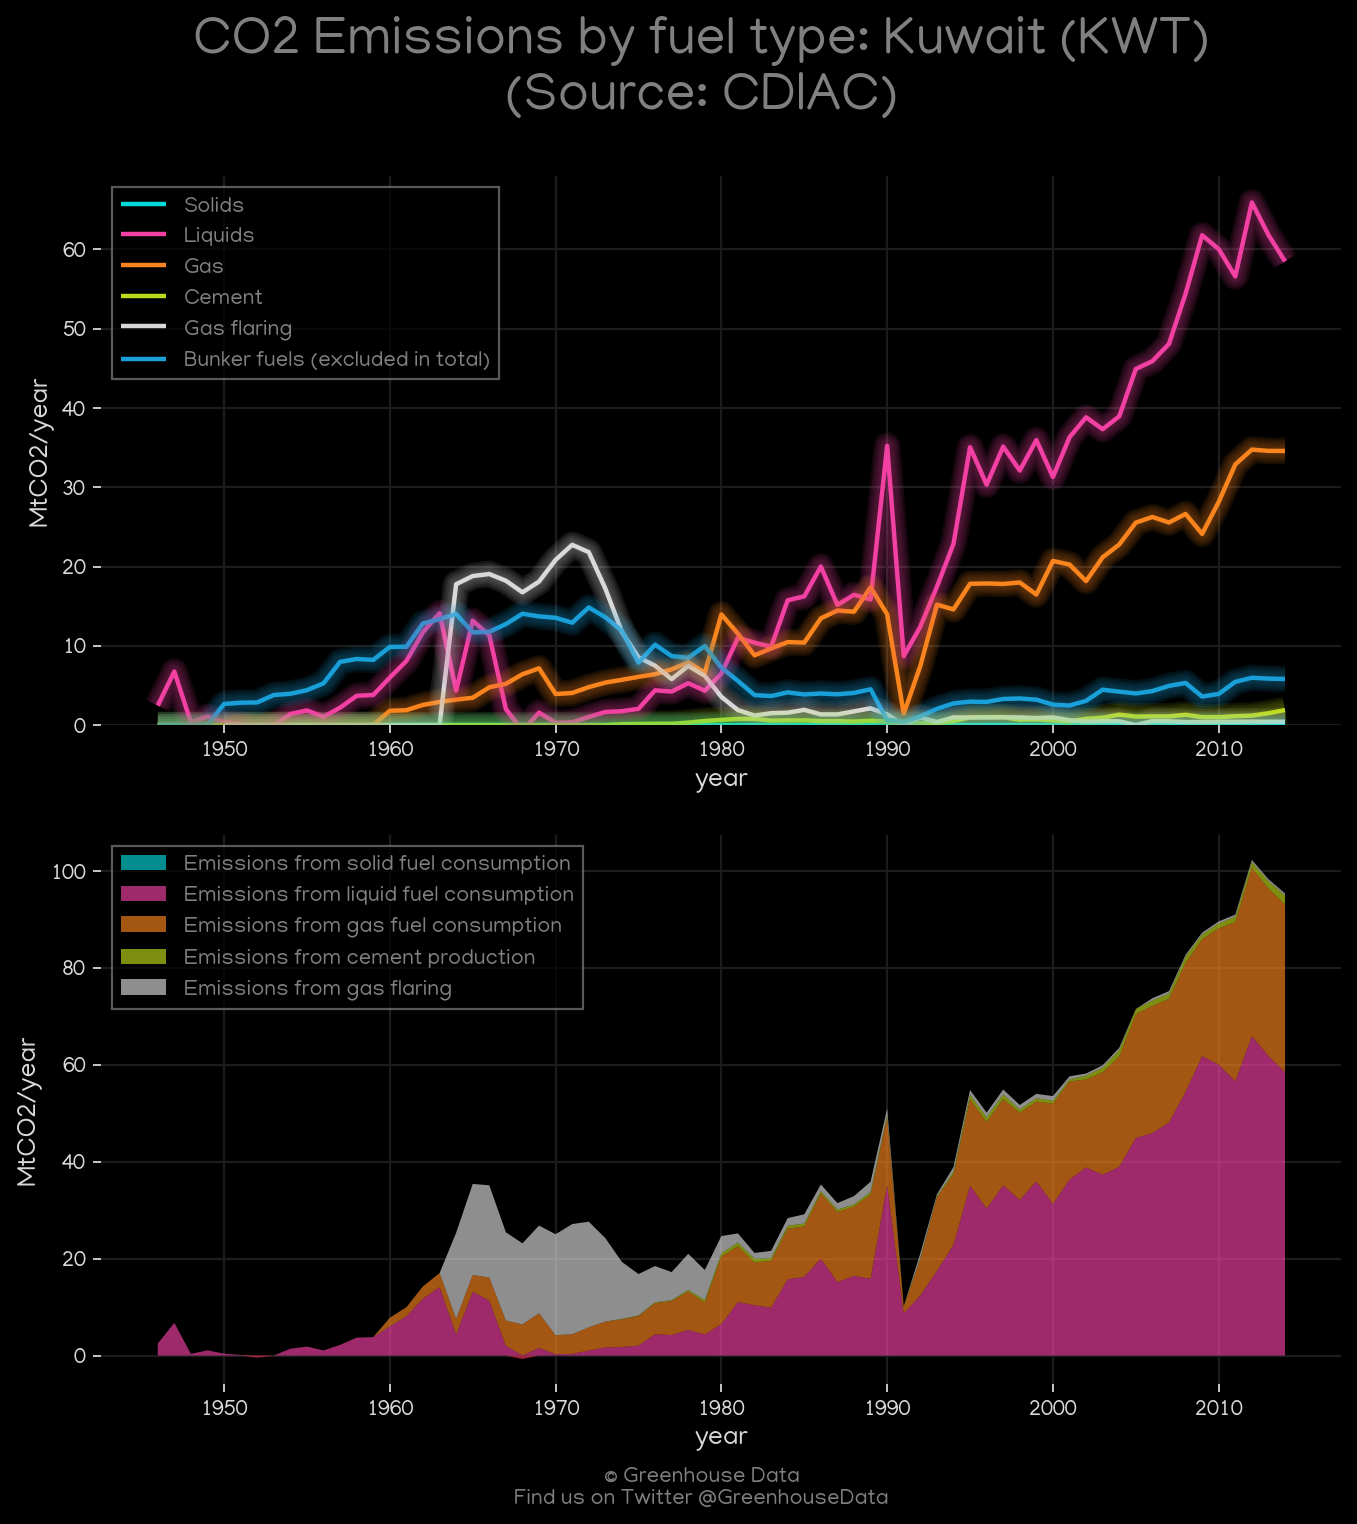 CO2 Emissions by fuel type: Kuwait (KWT)
(Source: CDIAC)
Solids
Liquids
Gas
Cement
Gas flaring
Bunker fuels (excluded in total)
MtCO2/year
60
50
40
30
20
10
0
1950 1960 1970 1980 1990 2000 2010
year
Emissions from solid fuel consumption
Emissions from liquid fuel consumption
Emissions from gas fuel consumption
Emissions from cement production
Emissions from gas flaring
MtCO2/year
100
80
60
40
20
0
1950 1960 1970 1980 1990 2000 2010
year
© Greenhouse Data
Find us on Twitter @GreenhouseData